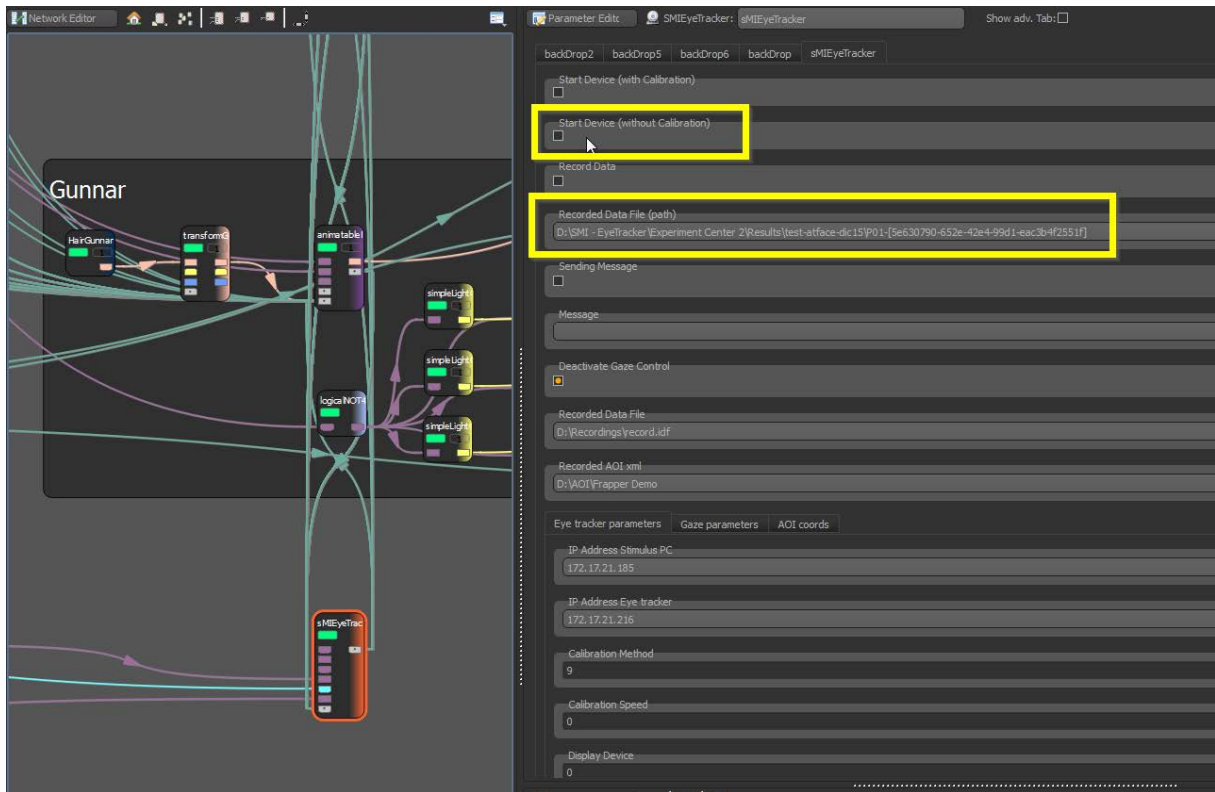 Network Editor
Gunnar
HairGunnar
transformG
animatableI
simpleLight
simpleLight
logicalNOT4
simpleLight
sMIEyeTrac
Parameter Edito
SMIEyeTracker:
sMIEyeTracker
Show adv. Tab:
backDrop2 backDrop5 backDrop6 backDrop sMIEyeTracker
Start Device (with Calibration)
Start Device (without Calibration)
Record Data
Recorded Data File (path)
D:\SMI - EyeTracker\Experiment Center 2\Results\test-atface-dic15\P01-[5e630790-652e-42e4-99d1-eac3b4f2551f]
Sending Message
Message
Deactivate Gaze Control
Recorded Data File
D:\Recordings\record.idf
Recorded AOI xml
D:\AOI\Frapper Demo
Eye tracker parameters Gaze parameters AOI coords
IP Address Stimulus PC
172.17.21.185
IP Address Eye tracker
172.17.21.216
Calibration Method
9
Calibration Speed
0
Display Device
0